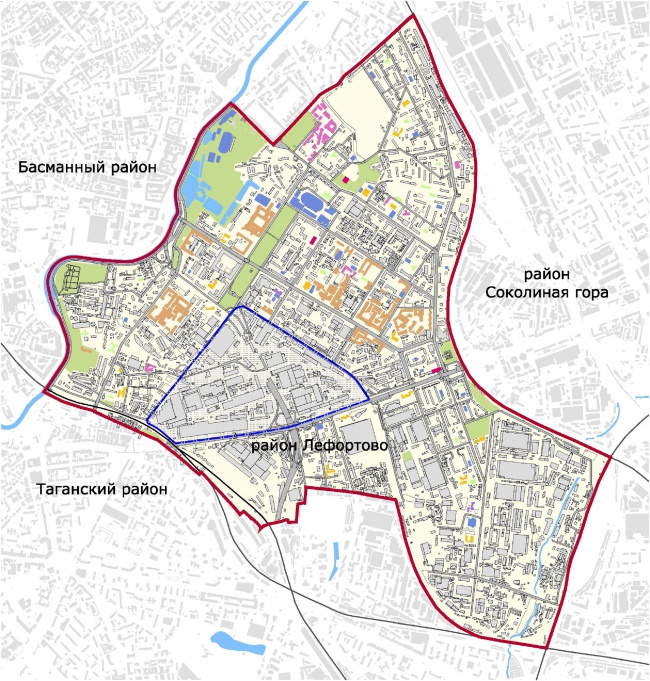 Басманный район
район
Соколиная гора
район Лефортово
Таганский район